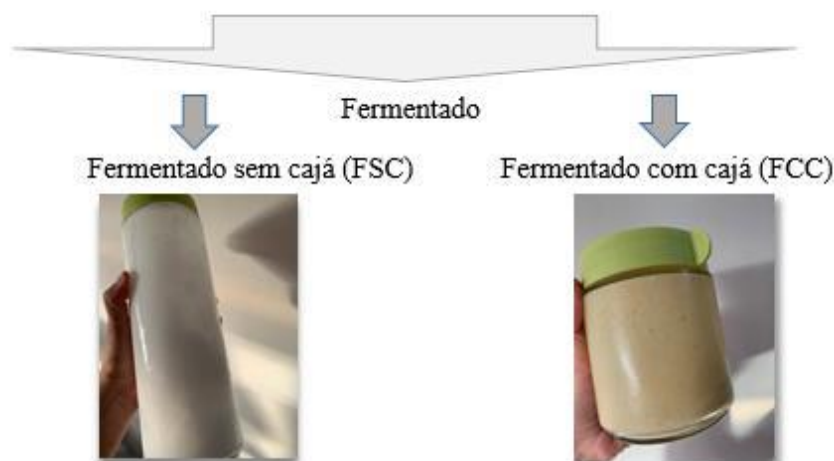 Fermentado
Fermentado sem cajá (FSC)
Fermentado com cajá (FCC)